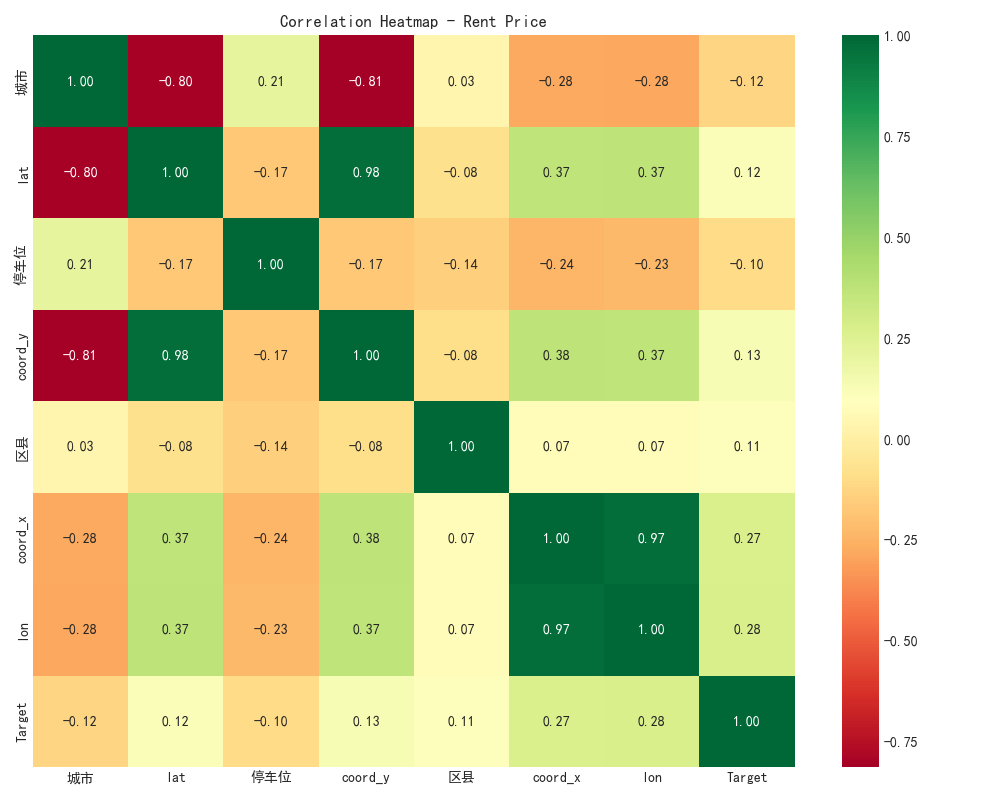 Correlation Heatmap - Rent Price
城市 1.00 -0.80 0.21 -0.81 0.03 -0.28 -0.28 -0.12
lat -0.80 1.00 -0.17 0.98 -0.08 0.37 0.37 0.12
停车位 0.21 -0.17 1.00 -0.17 -0.14 -0.24 -0.23 -0.10
coord_y -0.81 0.98 -0.17 1.00 -0.08 0.38 0.37 0.13
区县 0.03 -0.08 -0.14 -0.08 1.00 0.07 0.07 0.11
coord_x -0.28 0.37 -0.24 0.38 0.07 1.00 0.97 0.27
lon -0.28 0.37 -0.23 0.37 0.07 0.97 1.00 0.28
Target -0.12 0.12 -0.10 0.13 0.11 0.27 0.28 1.00
城市 lat 停车位 coord_y 区县 coord_x lon Target
1.00
0.75
0.50
0.25
0.00
-0.25
-0.50
-0.75